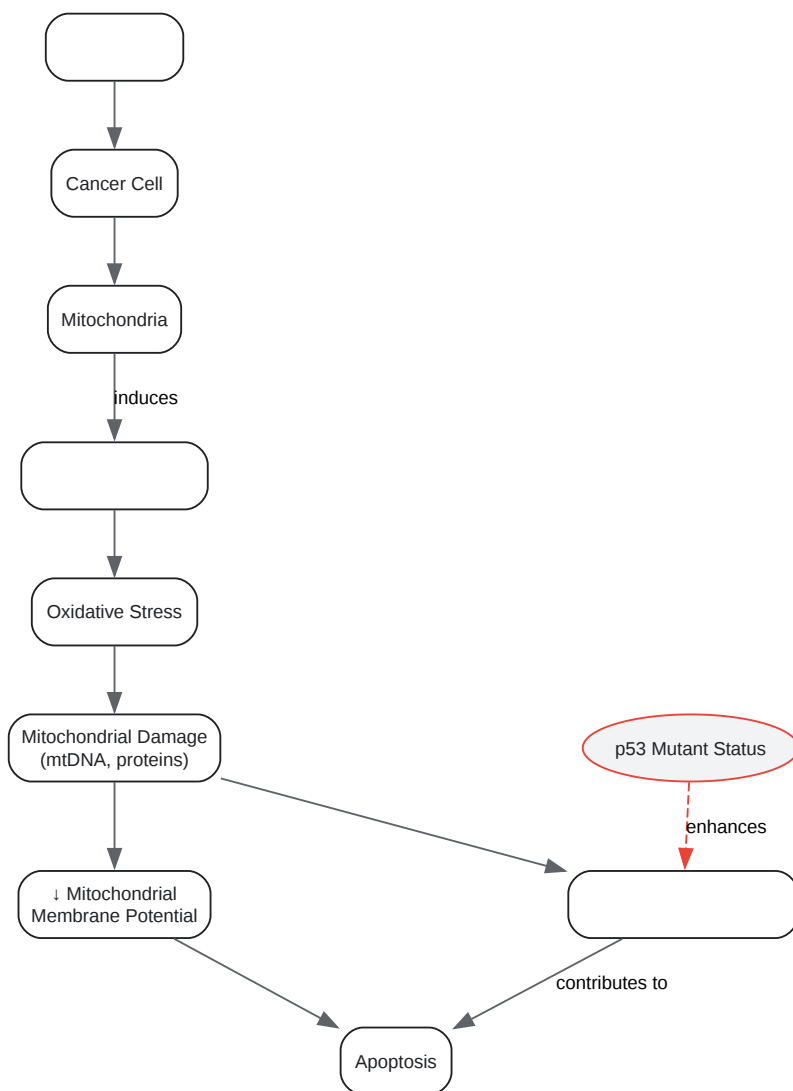 Cancer Cell
Mitochondria
induces
Oxidative Stress
Mitochondrial Damage
(mtDNA, proteins)
p53 Mutant Status
enhances
↓ Mitochondrial
Membrane Potential
contributes to
Apoptosis